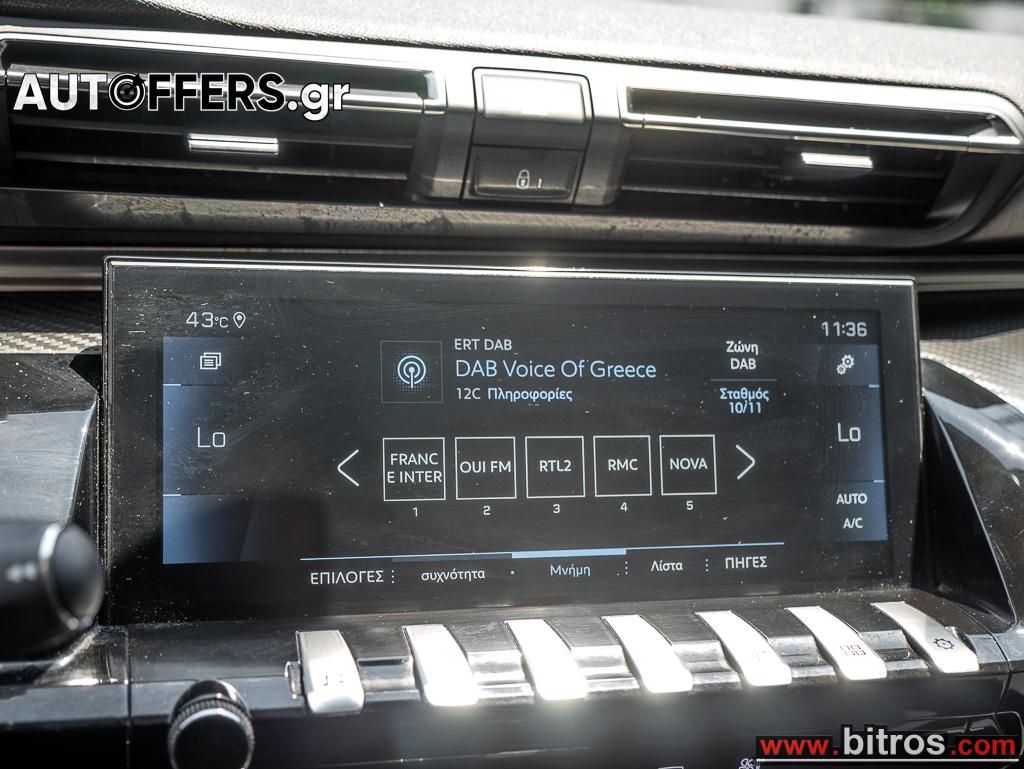 AUTOFFERS.gr
43°C
11:36
ERT DAB
DAB Voice Of Greece
12C Πληροφορίες
Ζώνη
DAB
Σταθμός
10/11
Lo
Lo
FRANC
E INTER
OUI FM
RTL2
RMC
NOVA
1
2
3
4
5
AUTO
A/C
ΕΠΙΛΟΓΕΣ
συχνότητα
Μνήμη
Λίστα
ΠΗΓΕΣ
www.bitros.com